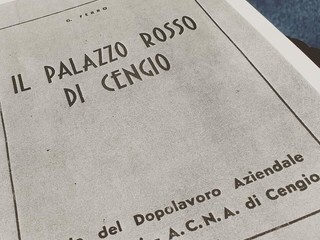 G. FERRO
IL PALAZZO ROSSO
DI CENGIO
del Dopolavoro Aziendale
A.C.N.A. di Cengio